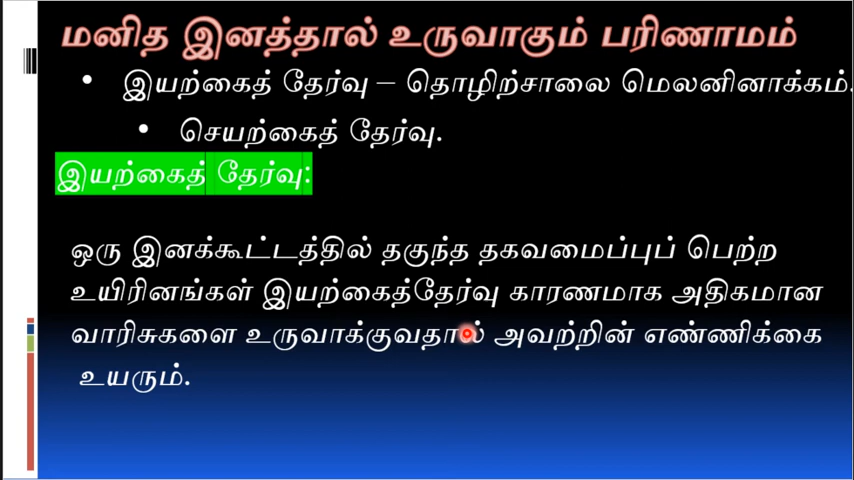 மனித இனத்தால் உருவாகும் பரிணாமம்
• இயற்கைத் தேர்வு – தொழிற்சாலை மெலனினாக்கம்.
• செயற்கைத் தேர்வு.
இயற்கைத் தேர்வு:
ஒரு இனக்கூட்டத்தில் தகுந்த தகவமைப்புப் பெற்ற
உயிரினங்கள் இயற்கைத்தேர்வு காரணமாக அதிகமான
வாரிசுகளை உருவாக்குவதால் அவற்றின் எண்ணிக்கை
உயரும்.